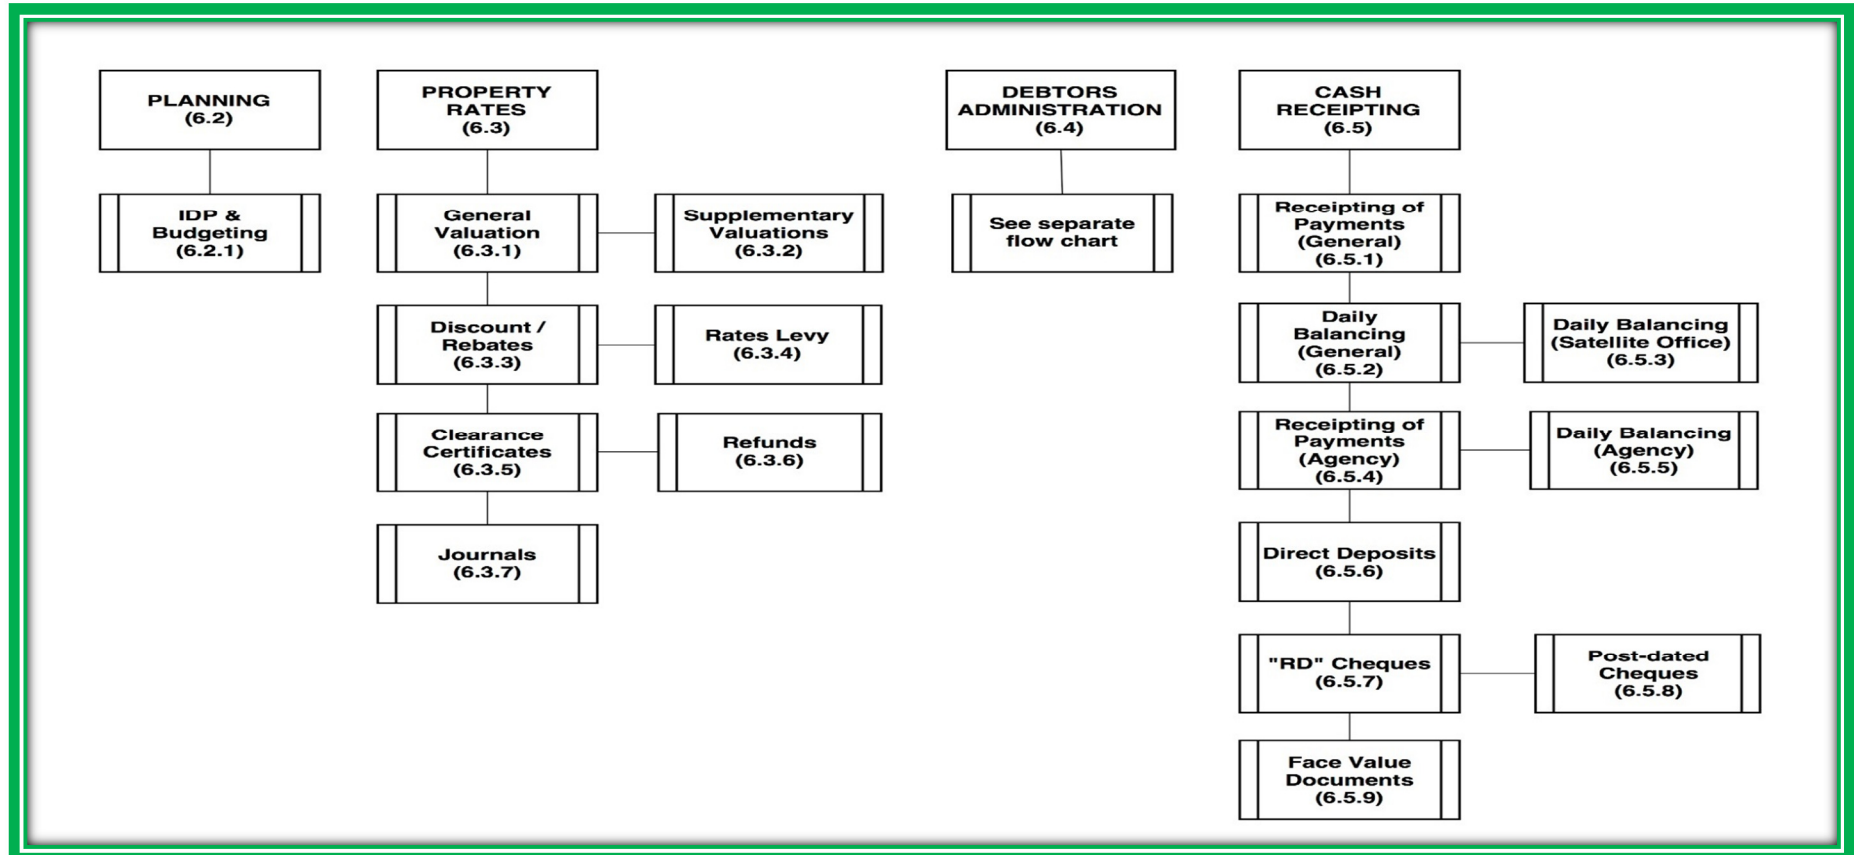 PLANNING
(6.2)
IDP &
Budgeting
(6.2.1)
PROPERTY
RATES
(6.3)
General
Valuation
(6.3.1)
Supplementary
Valuations
(6.3.2)
Discount /
Rebates
(6.3.3)
Rates Levy
(6.3.4)
Clearance
Certificates
(6.3.5)
Refunds
(6.3.6)
Journals
(6.3.7)
DEBTORS
ADMINISTRATION
(6.4)
See separate
flow chart
CASH
RECEIPTING
(6.5)
Receipting of
Payments
(General)
(6.5.1)
Daily
Balancing
(General)
(6.5.2)
Daily Balancing
(Satellite Office)
(6.5.3)
Receipting of
Payments
(Agency)
(6.5.4)
Daily Balancing
(Agency)
(6.5.5)
Direct Deposits
(6.5.6)
"RD" Cheques
(6.5.7)
Post-dated
Cheques
(6.5.8)
Face Value
Documents
(6.5.9)